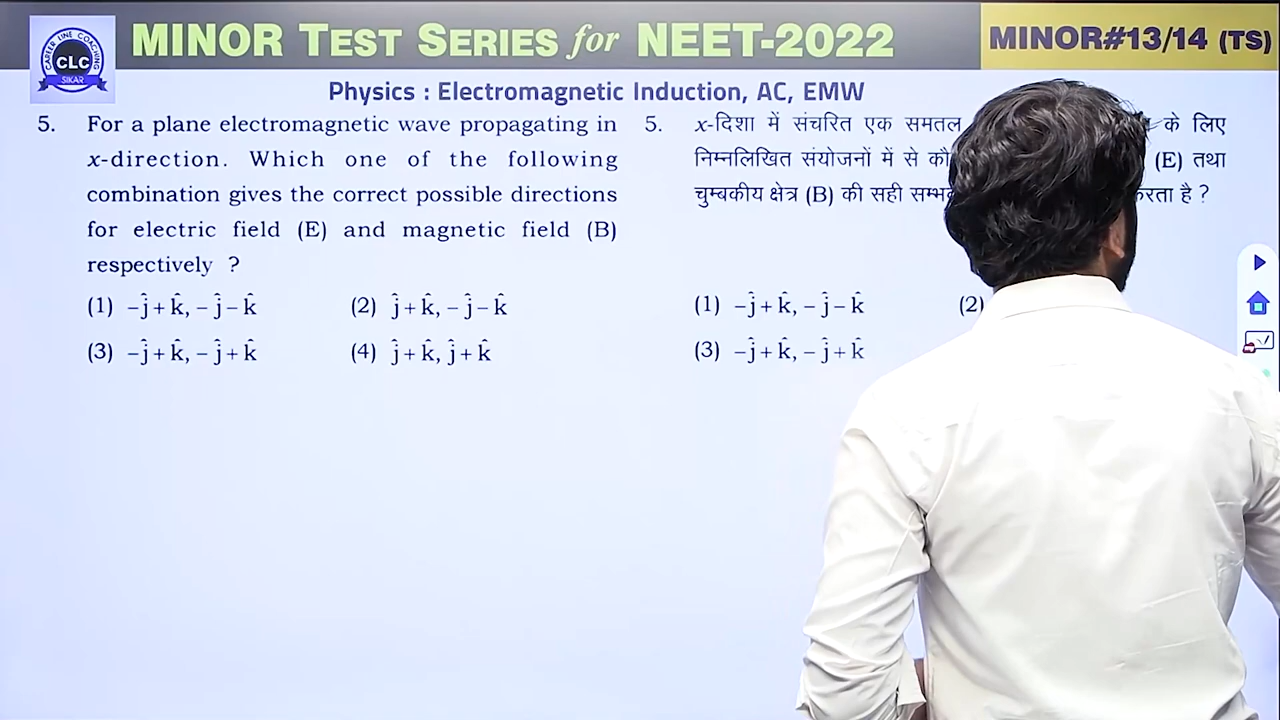 MINOR TEST SERIES for NEET-2022
MINOR#13/14 (TS)
CAREER LINE COACHING
CLC
SIKAR
Physics : Electromagnetic Induction, AC, EMW
5. For a plane electromagnetic wave propagating in
x-direction. Which one of the following
combination gives the correct possible directions
for electric field (E) and magnetic field (B)
respectively ?
(1) −ĵ + k̂, − ĵ − k̂ (2) ĵ + k̂, − ĵ − k̂
(3) −ĵ + k̂, − ĵ + k̂ (4) ĵ + k̂, ĵ + k̂
5. x-दिशा में संचरित एक समतल के लिए
निम्नलिखित संयोजनों में से (E) तथा
चुम्बकीय क्षेत्र (B) की सही है ?
(1) −ĵ + k̂, − ĵ − k̂ (2)
(3) −ĵ + k̂, − ĵ + k̂